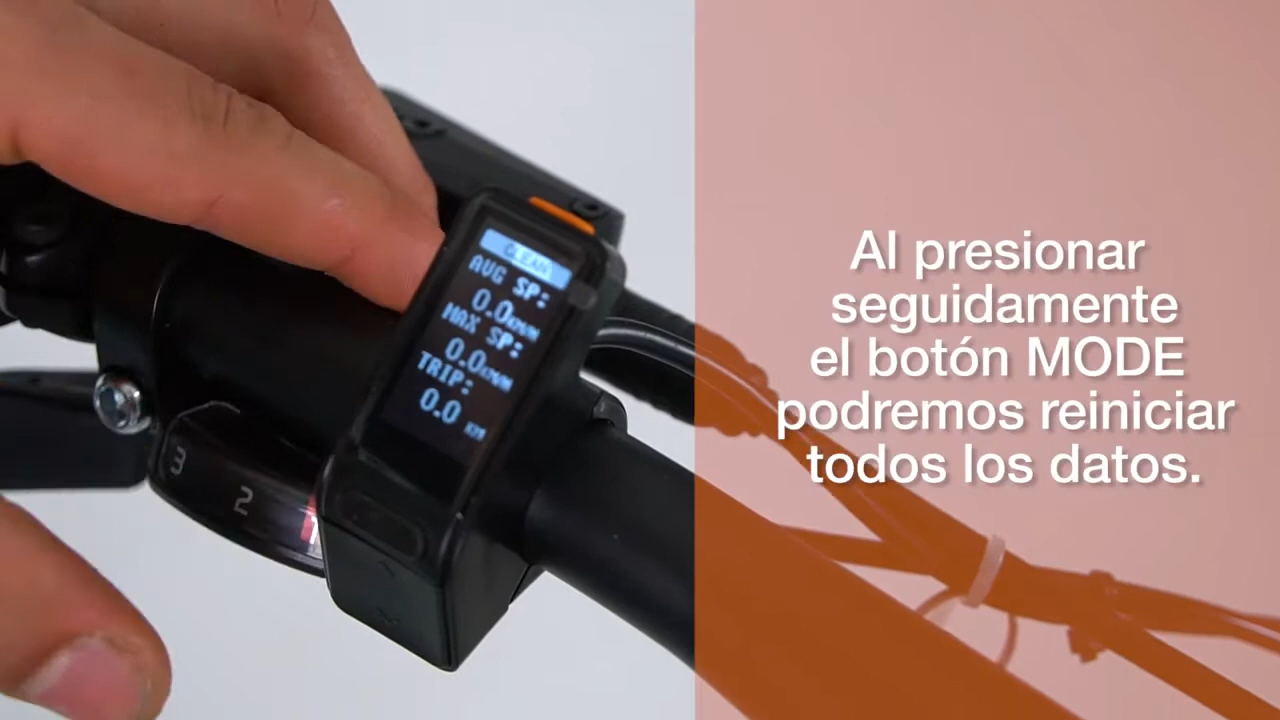 CLEAN
AVG SP:
0.0km/h
MAX SP:
0.0km/h
TRIP:
0.0 KM
3
2
1
Al presionar
seguidamente
el botón MODE
podremos reiniciar
todos los datos.